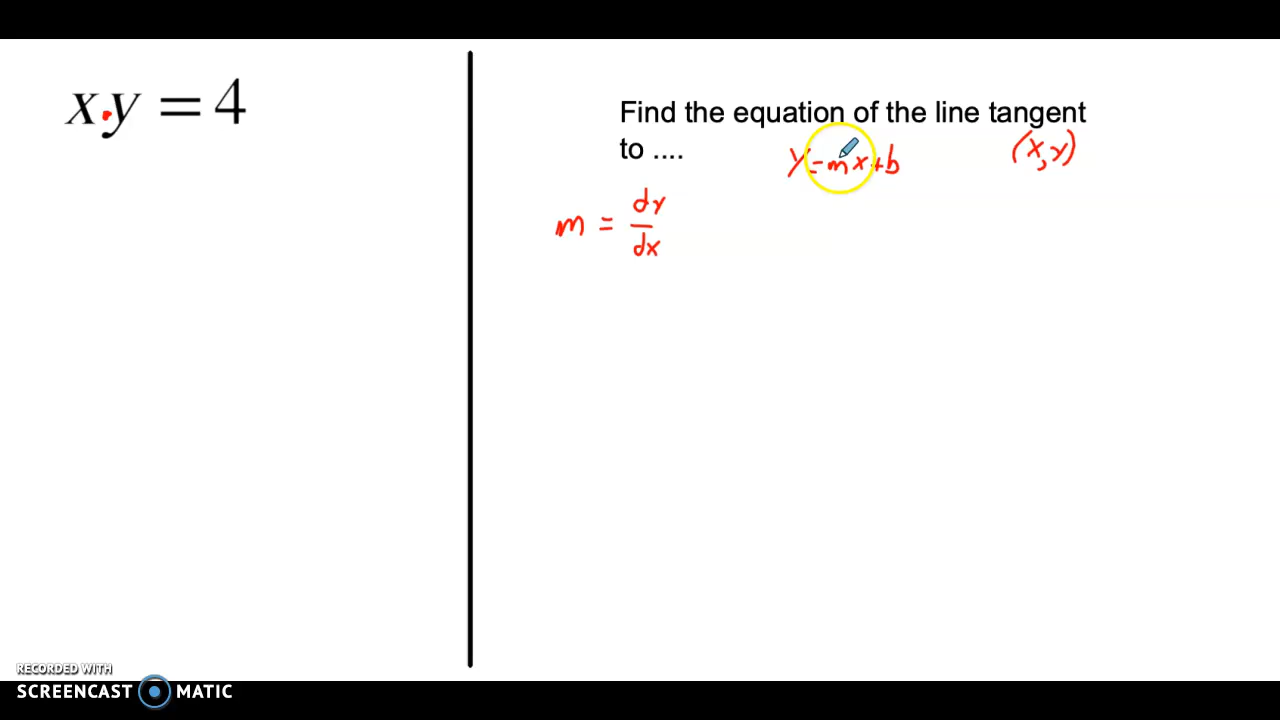 x·y = 4
Find the equation of the line tangent
to ....
y=mx+b
(x,y)
m = dy/dx
RECORDED WITH
SCREENCAST MATIC